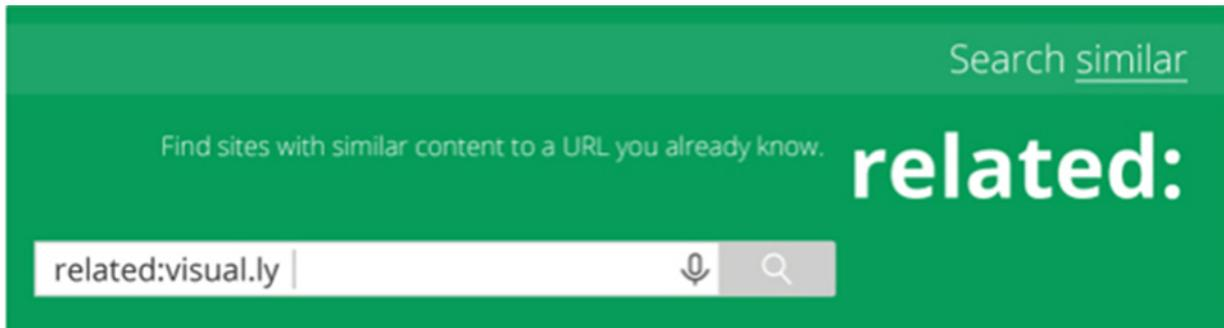 Search similar
Find sites with similar content to a URL you already know.
related:
related:visual.ly